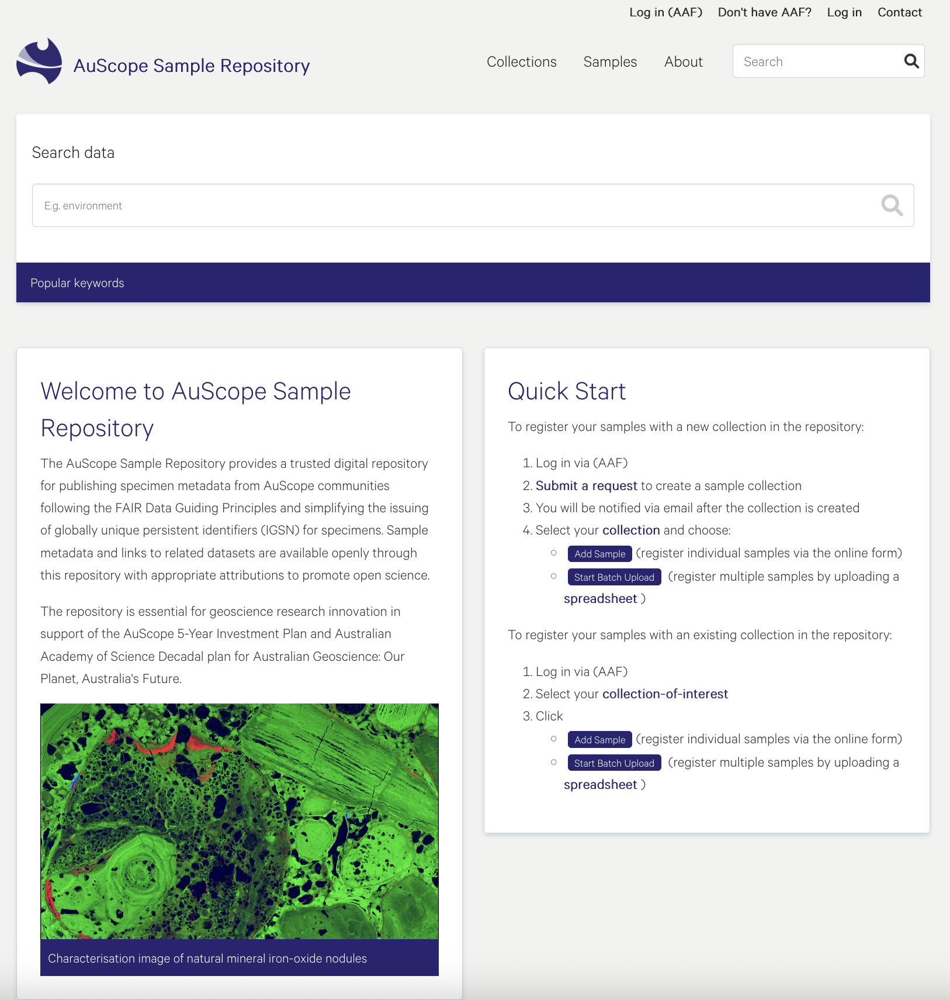 Log in (AAF) Don't have AAF? Log in Contact
AuScope Sample Repository
Collections Samples About Search
Search data
E.g. environment
Popular keywords
Welcome to AuScope Sample
Repository
The AuScope Sample Repository provides a trusted digital repository
for publishing specimen metadata from AuScope communities
following the FAIR Data Guiding Principles and simplifying the issuing
of globally unique persistent identifiers (IGSN) for specimens. Sample
metadata and links to related datasets are available openly through
this repository with appropriate attributions to promote open science.
The repository is essential for geoscience research innovation in
support of the AuScope 5-Year Investment Plan and Australian
Academy of Science Decadal plan for Australian Geoscience: Our
Planet, Australia's Future.
Characterisation image of natural mineral iron-oxide nodules
Quick Start
To register your samples with a new collection in the repository:
1. Log in via (AAF)
2. Submit a request to create a sample collection
3. You will be notified via email after the collection is created
4. Select your collection and choose:
Add Sample (register individual samples via the online form)
Start Batch Upload (register multiple samples by uploading a
spreadsheet )
To register your samples with an existing collection in the repository:
1. Log in via (AAF)
2. Select your collection-of-interest
3. Click
Add Sample (register individual samples via the online form)
Start Batch Upload (register multiple samples by uploading a
spreadsheet )